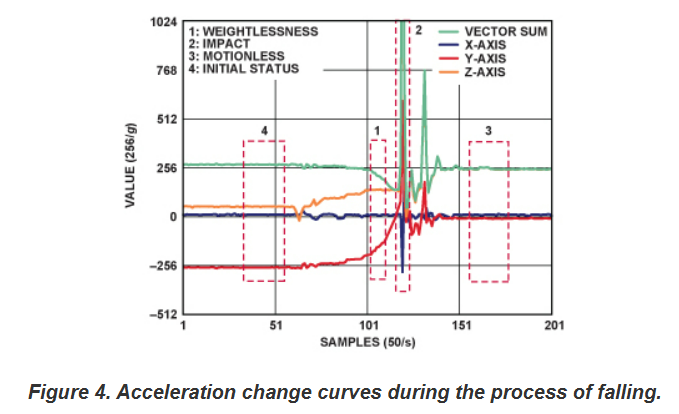 1024
1: WEIGHTLESSNESS
2: IMPACT
3: MOTIONLESS
4: INITIAL STATUS
2
VECTOR SUM
X-AXIS
Y-AXIS
Z-AXIS
768
512
4
1
3
256
0
–256
–512
VALUE (256/g)
1
51
101
151
201
SAMPLES (50/s)
Figure 4. Acceleration change curves during the process of falling.